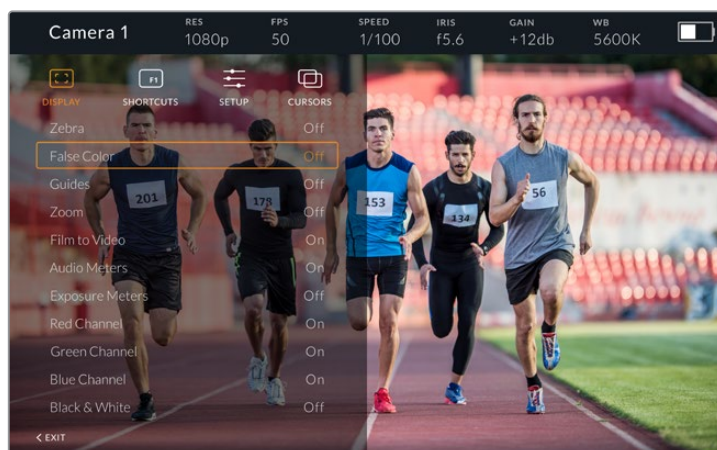 Camera 1
RES
1080p
FPS
50
SPEED
1/100
IRIS
f5.6
GAIN
+12db
WB
5600K
F1
DISPLAY
SHORTCUTS
SETUP
CURSORS
Zebra Off
False Color Off
Guides Off
Zoom Off
Film to Video On
Audio Meters On
Exposure Meters Off
Red Channel On
Green Channel On
Blue Channel On
Black & White Off
< EXIT
201
178
153
134
56